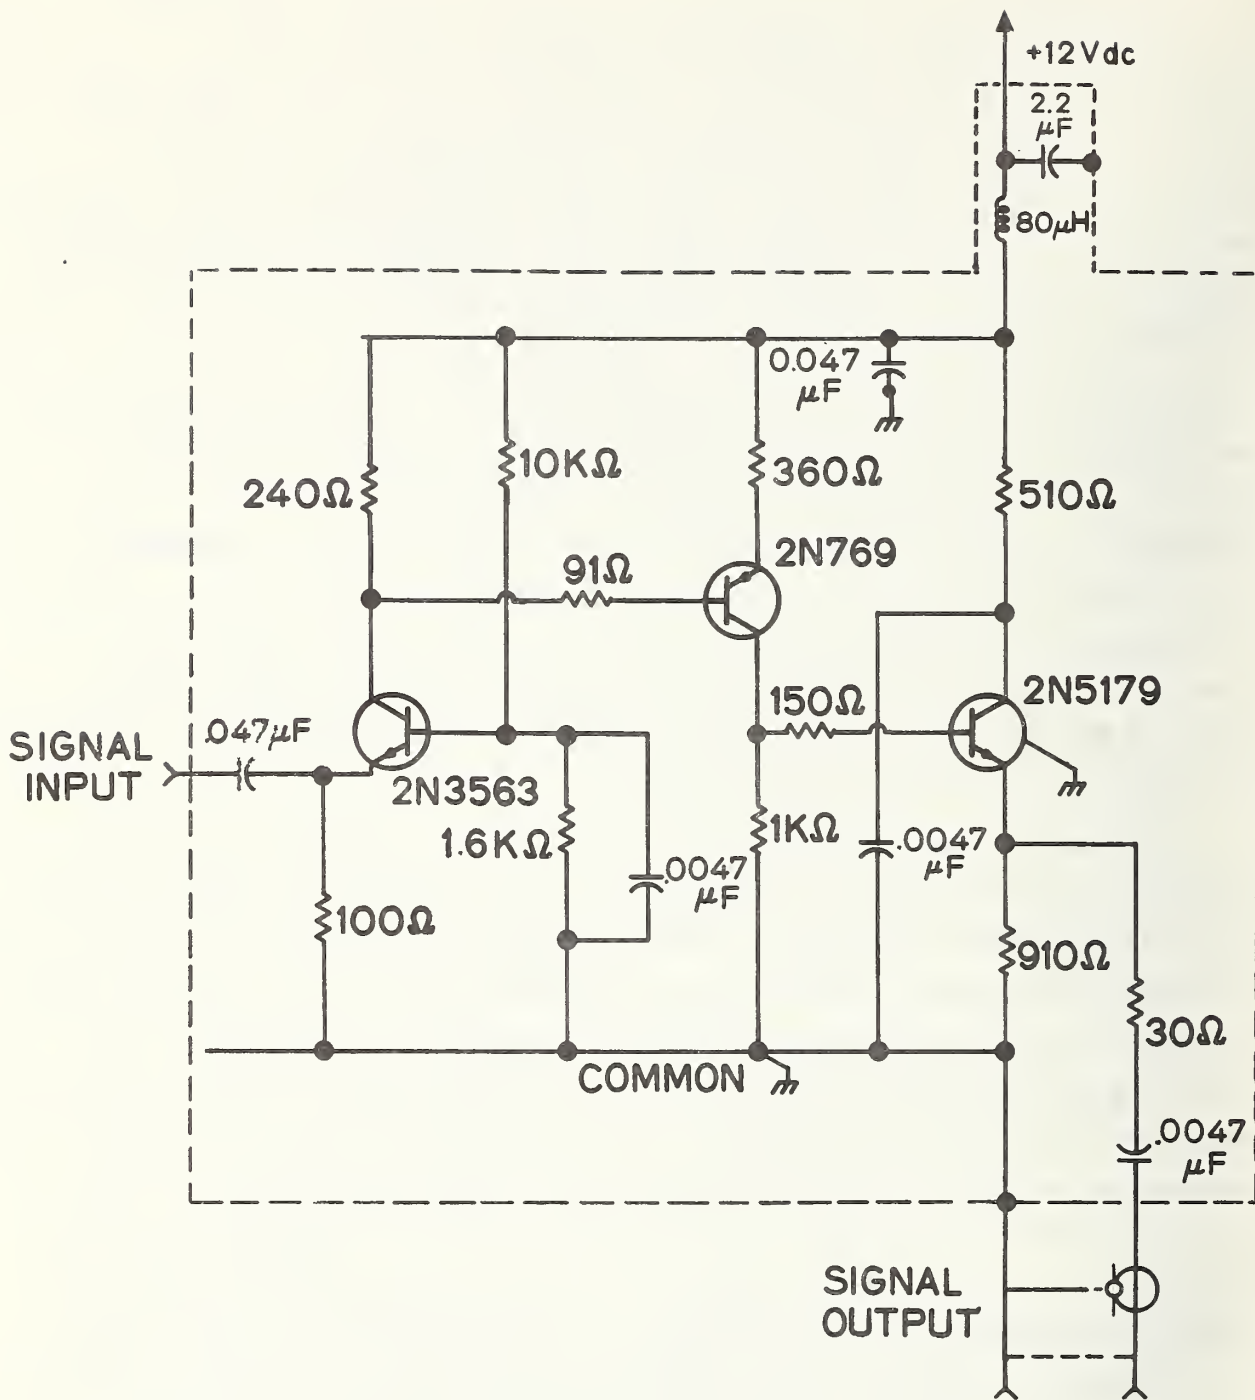 +12Vdc
2.2
μF
80μH
0.047
μF
240Ω
10KΩ
360Ω
510Ω
2N769
91Ω
2N5179
150Ω
.047μF
SIGNAL
INPUT
2N3563
1.6KΩ
1KΩ
.0047
μF
.0047
μF
100Ω
910Ω
30Ω
COMMON
.0047
μF
SIGNAL
OUTPUT